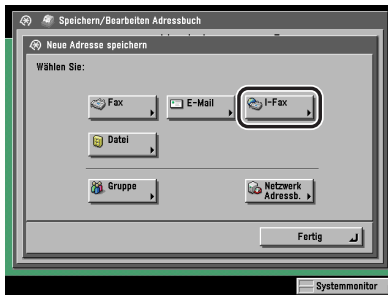 Speichern/Bearbeiten Adressbuch
Neue Adresse speichern
Wählen Sie:
Fax E-Mail I-Fax
Datei
Gruppe Netzwerk
Adressb.
Fertig
Systemmonitor